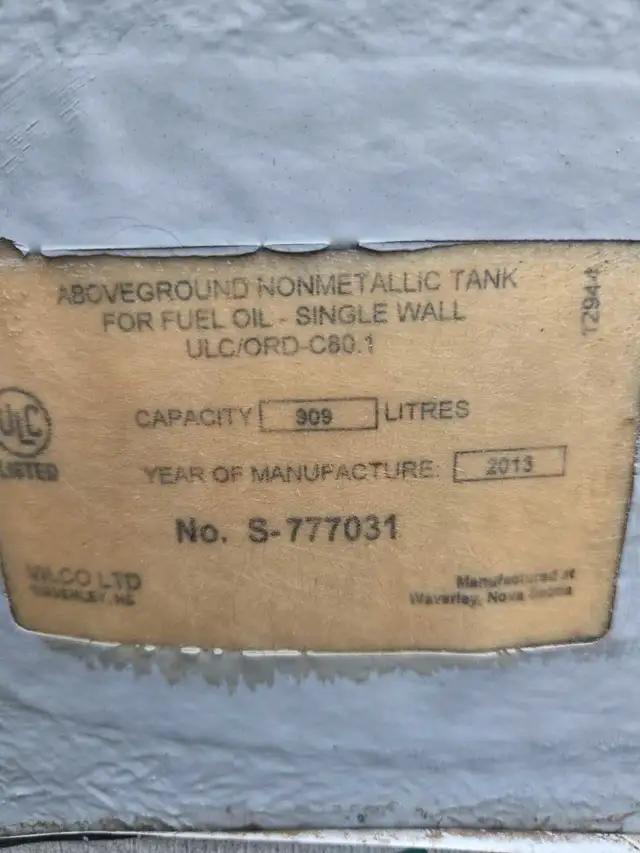 ABOVEGROUND NONMETALLIC TANK
FOR FUEL OIL - SINGLE WALL
ULC/ORD-C80.1
T2944
ULC
LISTED
CAPACITY 909 LITRES
YEAR OF MANUFACTURE: 2013
No. S-777031
LTD
Manufactured at
Waverley, Nova Scotia